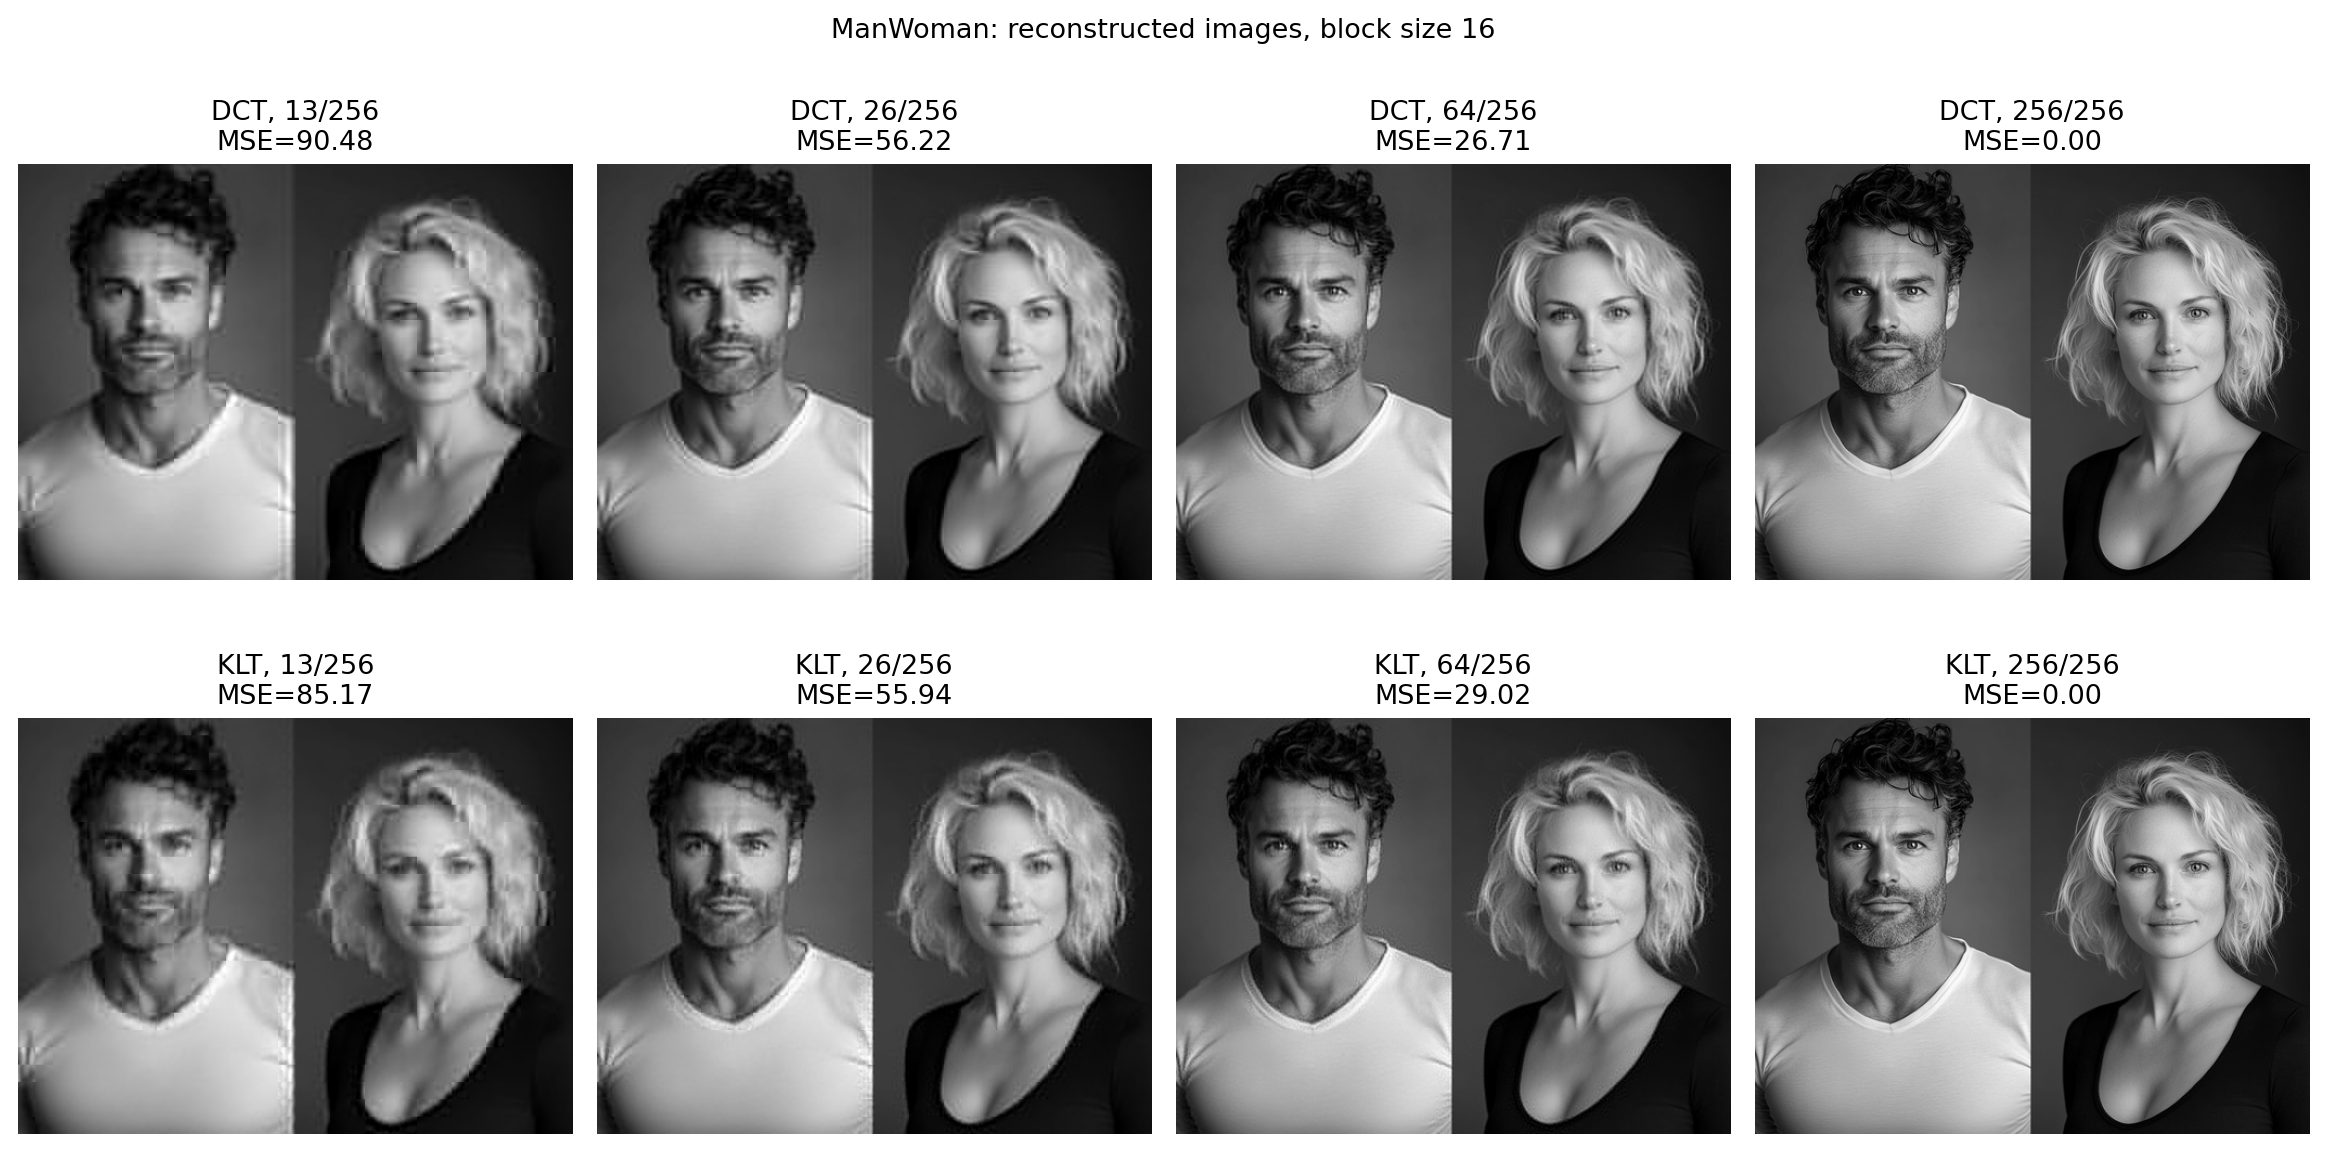 ManWoman: reconstructed images, block size 16
DCT, 13/256
MSE=90.48
DCT, 26/256
MSE=56.22
DCT, 64/256
MSE=26.71
DCT, 256/256
MSE=0.00
KLT, 13/256
MSE=85.17
KLT, 26/256
MSE=55.94
KLT, 64/256
MSE=29.02
KLT, 256/256
MSE=0.00